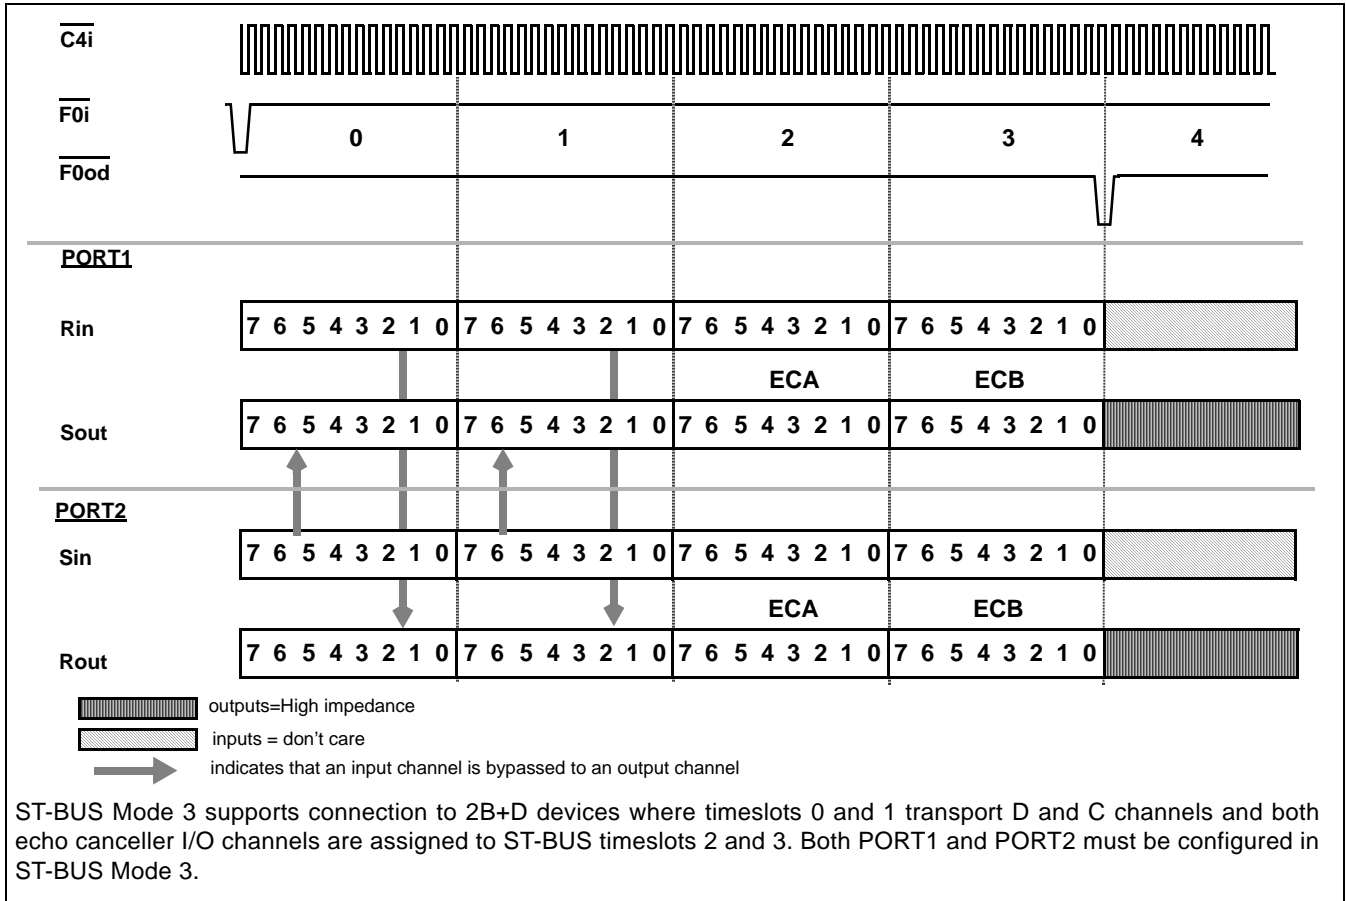 C4i
F0i
0 1 2 3 4
F0od
PORT1
Rin 7 6 5 4 3 2 1 0 7 6 5 4 3 2 1 0 7 6 5 4 3 2 1 0 7 6 5 4 3 2 1 0
ECA ECB
Sout 7 6 5 4 3 2 1 0 7 6 5 4 3 2 1 0 7 6 5 4 3 2 1 0 7 6 5 4 3 2 1 0
PORT2
Sin 7 6 5 4 3 2 1 0 7 6 5 4 3 2 1 0 7 6 5 4 3 2 1 0 7 6 5 4 3 2 1 0
ECA ECB
Rout 7 6 5 4 3 2 1 0 7 6 5 4 3 2 1 0 7 6 5 4 3 2 1 0 7 6 5 4 3 2 1 0
outputs=High impedance
inputs = don't care
indicates that an input channel is bypassed to an output channel
ST-BUS Mode 3 supports connection to 2B+D devices where timeslots 0 and 1 transport D and C channels and both
echo canceller I/O channels are assigned to ST-BUS timeslots 2 and 3. Both PORT1 and PORT2 must be configured in
ST-BUS Mode 3.